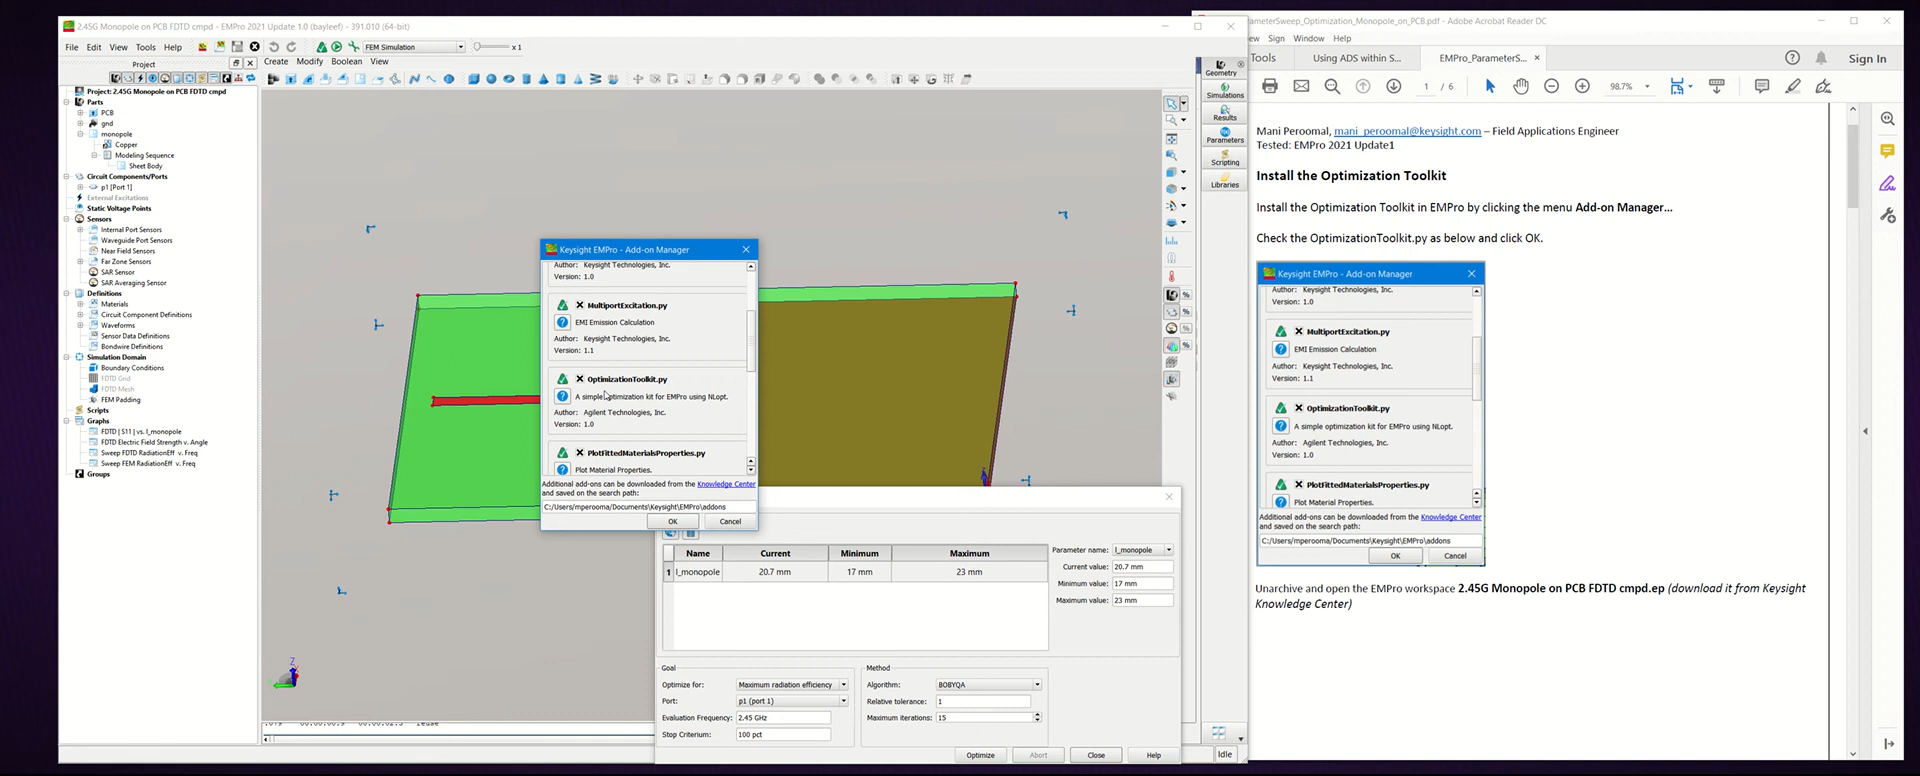 2.45G Monopole on PCB FDTD cmpd - EMPro 2021 Update 1.0 (bayleef) - 391.010 (64-bit)
File Edit View Tools Help
FEM Simulation
x 1
Project
Project: 2.45G Monopole on PCB FDTD cmpd
Parts
PCB
gnd
monopole
Copper
Modeling Sequence
Sheet Body
Circuit Components/Ports
p1 [Port 1]
External Excitations
Static Voltage Points
Sensors
Internal Port Sensors
Waveguide Port Sensors
Near Field Sensors
Far Zone Sensors
SAR Sensor
SAR Averaging Sensor
Definitions
Materials
Circuit Component Definitions
Waveforms
Sensor Data Definitions
Bondwire Definitions
Simulation Domain
Boundary Conditions
FDTD Grid
FDTD Mesh
FEM Padding
Scripts
Graphs
FDTD | S11 | vs. l_monopole
FDTD Electric Field Strength v. Angle
Sweep FDTD RadiationEff v. Freq
Sweep FEM RadiationEff v. Freq
Groups
Create Modify Boolean View
Geometry
Simulations
Results
Parameters
Scripting
Libraries
Z
Keysight EMPro - Add-on Manager
Author: Keysight Technologies, Inc.
Version: 1.0
MultiportExcitation.py
EMI Emission Calculation
Author: Keysight Technologies, Inc.
Version: 1.1
OptimizationToolkit.py
A simple optimization kit for EMPro using NLopt.
Author: Agilent Technologies, Inc.
Version: 1.0
PlotFittedMaterialsProperties.py
Plot Material Properties.
Additional add-ons can be downloaded from the Knowledge Center
and saved on the search path:
C:/Users/mperooma/Documents\Keysight\EMPro\addons
OK Cancel
Name Current Minimum Maximum
1 l_monopole 20.7 mm 17 mm 23 mm
Parameter name: l_monopole
Current value: 20.7 mm
Minimum value: 17 mm
Maximum value: 23 mm
Goal
Optimize for: Maximum radiation efficiency
Port: p1 (port 1)
Evaluation Frequency: 2.45 GHz
Stop Criterium: 100 pct
Method
Algorithm: BOBYQA
Relative tolerance: 1
Maximum iterations: 15
Optimize Abort Close Help
Idle
ameterSweep_Optimization_Monopole_on_PCB.pdf - Adobe Acrobat Reader DC
Sign Window Help
Tools
Using ADS within S...
EMPro_ParameterS...
Sign In
1 / 6
98.7%
Mani Peroomal, mani_peroomal@keysight.com – Field Applications Engineer
Tested: EMPro 2021 Update1
Install the Optimization Toolkit
Install the Optimization Toolkit in EMPro by clicking the menu Add-on Manager...
Check the OptimizationToolkit.py as below and click OK.
Keysight EMPro - Add-on Manager
Author: Keysight Technologies, Inc.
Version: 1.0
MultiportExcitation.py
EMI Emission Calculation
Author: Keysight Technologies, Inc.
Version: 1.1
OptimizationToolkit.py
A simple optimization kit for EMPro using NLopt.
Author: Agilent Technologies, Inc.
Version: 1.0
PlotFittedMaterialsProperties.py
Plot Material Properties.
Additional add-ons can be downloaded from the Knowledge Center
and saved on the search path:
C:/Users/mperooma/Documents\Keysight\EMPro\addons
OK Cancel
Unarchive and open the EMPro workspace 2.45G Monopole on PCB FDTD cmpd.ep (download it from Keysight
Knowledge Center)